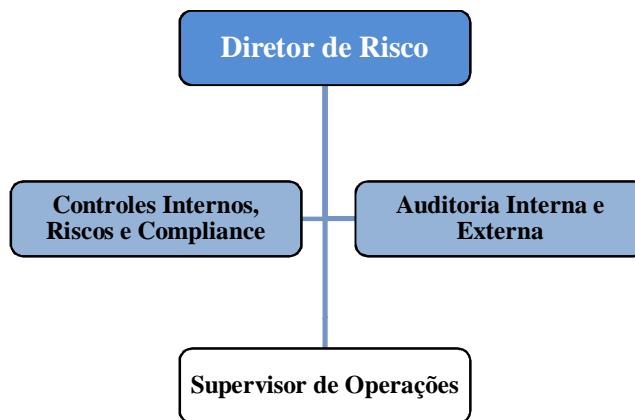 Diretor de Risco
Controles Internos,
Riscos e Compliance
Auditoria Interna e
Externa
Supervisor de Operações